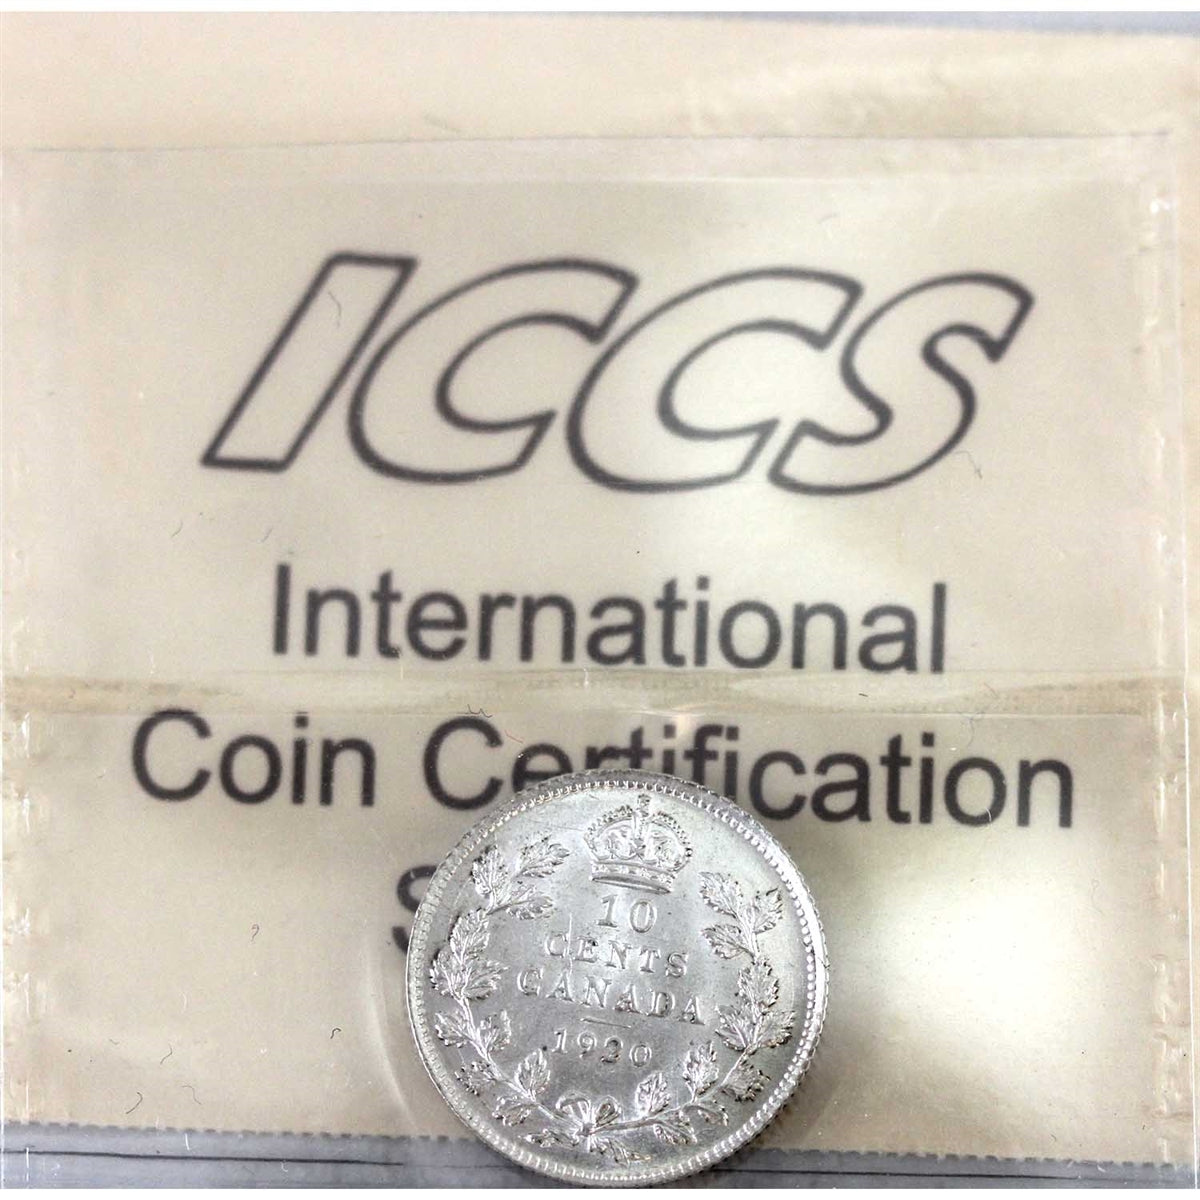 ICCS
International
Coin Certification
S
10
CENTS
CANADA
1920